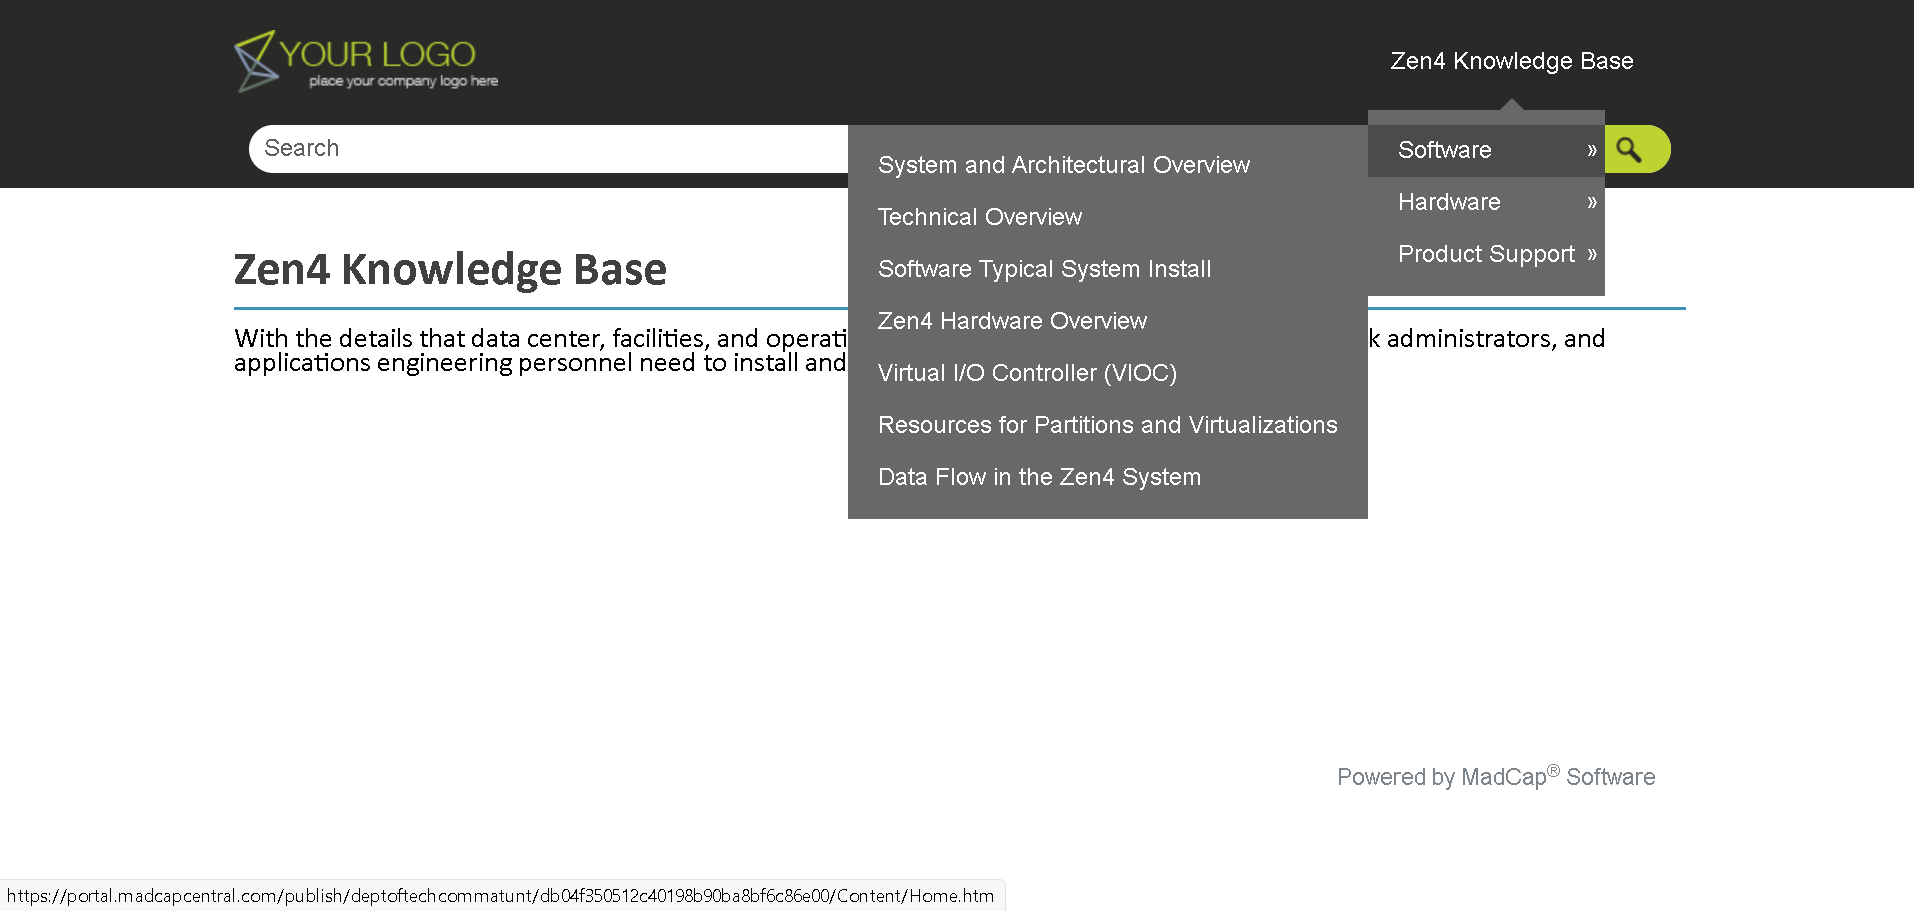 YOUR LOGO
place your company logo here
Zen4 Knowledge Base
Search
Software »
Hardware »
Product Support »
System and Architectural Overview
Technical Overview
Software Typical System Install
Zen4 Hardware Overview
Virtual I/O Controller (VIOC)
Resources for Partitions and Virtualizations
Data Flow in the Zen4 System
Zen4 Knowledge Base
With the details that data center, facilities, and operati k administrators, and
applications engineering personnel need to install and
Powered by MadCap® Software
https://portal.madcapcentral.com/publish/deptoftechcommatunt/db04f350512c40198b90ba8bf6c86e00/Content/Home.htm